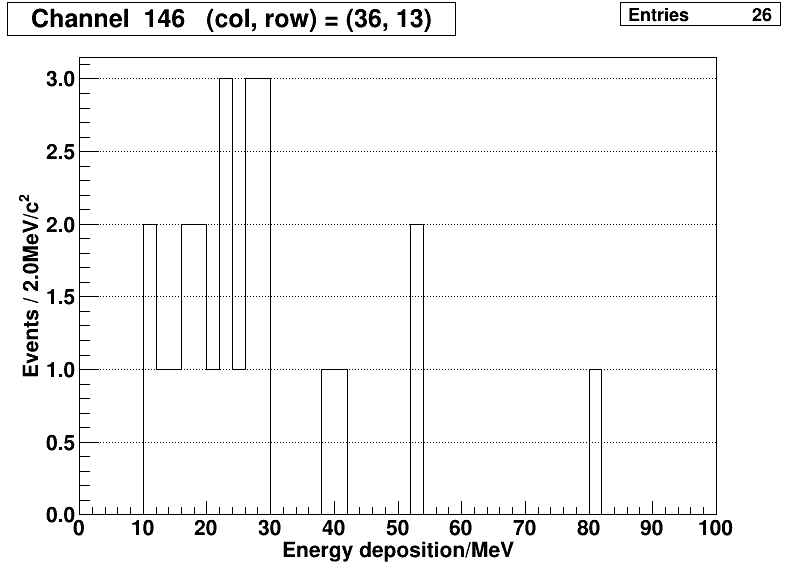 Channel 146 (col, row) = (36, 13)
Entries 26
Events / 2.0MeV/c²
3.0
2.5
2.0
1.5
1.0
0.5
0.0
0 10 20 30 40 50 60 70 80 90 100
Energy deposition/MeV